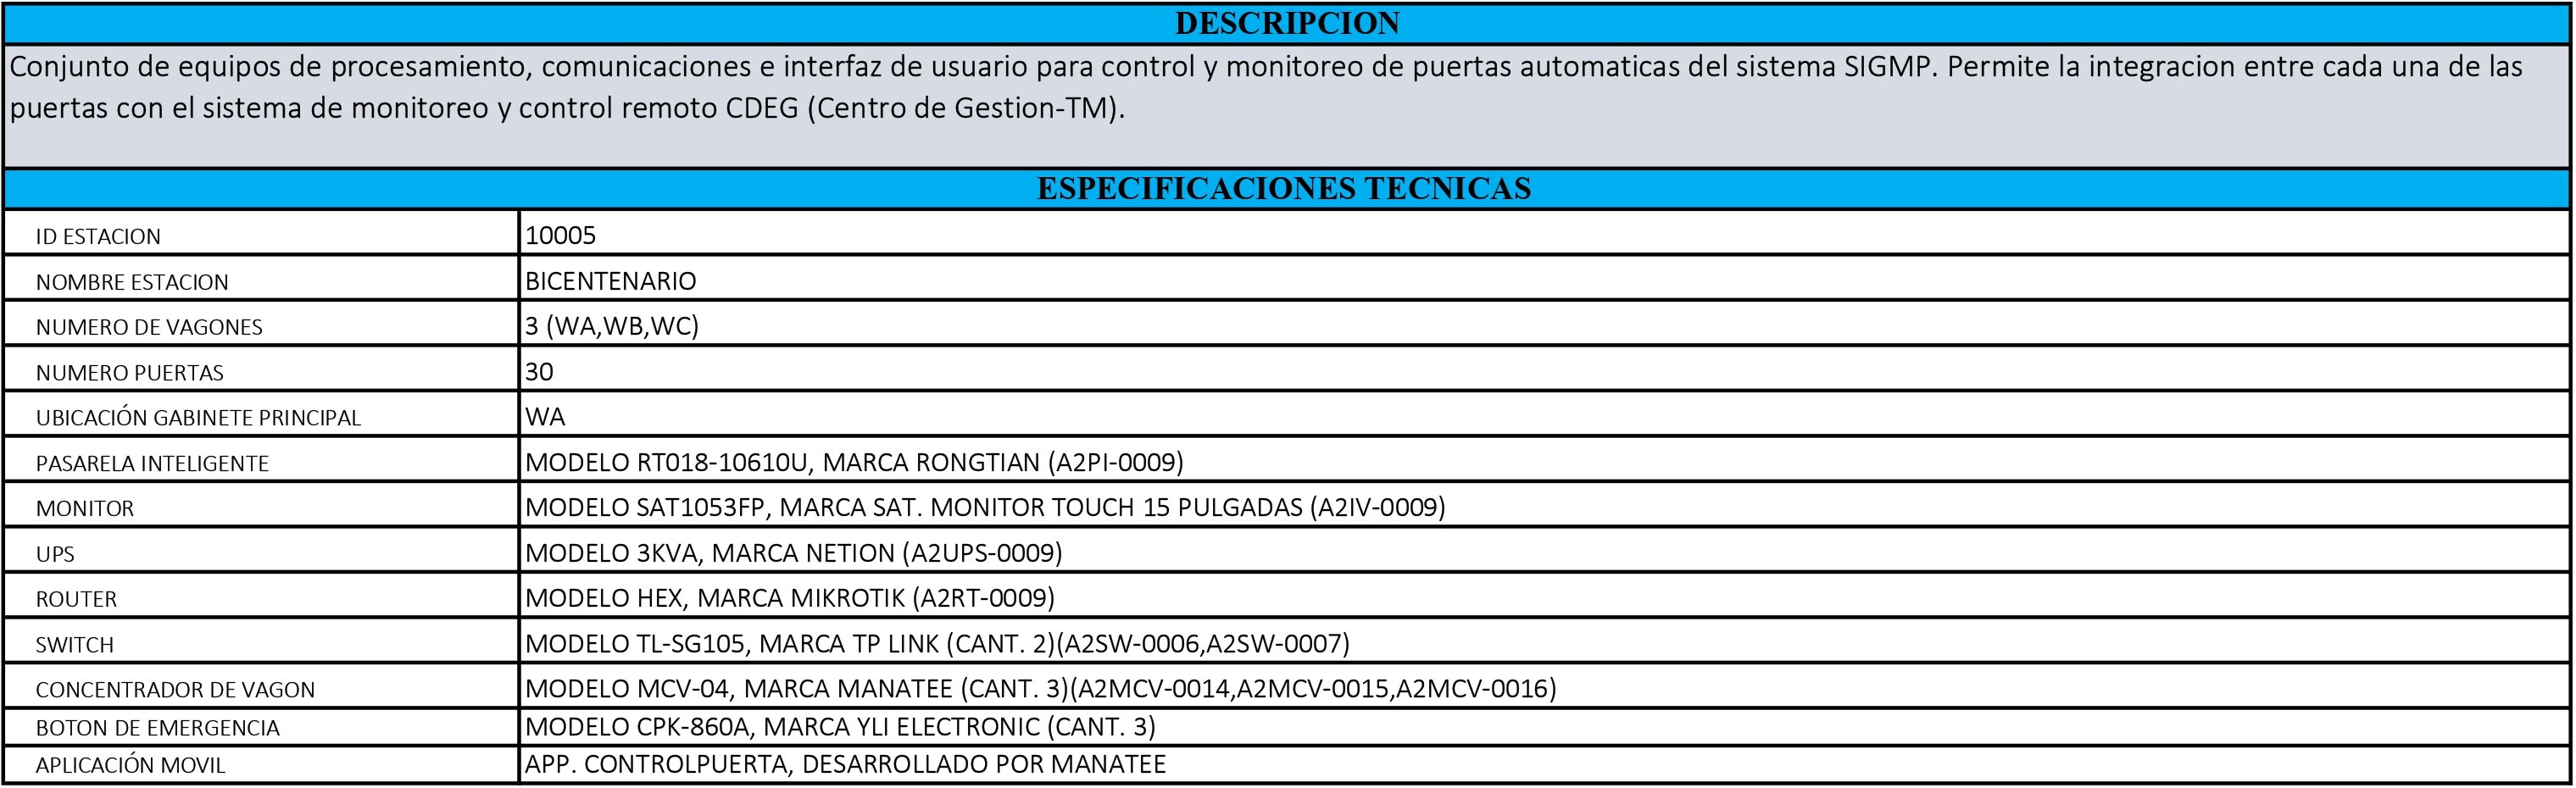 DESCRIPCION
Conjunto de equipos de procesamiento, comunicaciones e interfaz de usuario para control y monitoreo de puertas automaticas del sistema SIGMP. Permite la integracion entre cada una de las
puertas con el sistema de monitoreo y control remoto CDEG (Centro de Gestion-TM).
ESPECIFICACIONES TECNICAS
ID ESTACION 10005
NOMBRE ESTACION BICENTENARIO
NUMERO DE VAGONES 3 (WA,WB,WC)
NUMERO PUERTAS 30
UBICACIÓN GABINETE PRINCIPAL WA
PASARELA INTELIGENTE MODELO RT018-10610U, MARCA RONGTIAN (A2PI-0009)
MONITOR MODELO SAT1053FP, MARCA SAT. MONITOR TOUCH 15 PULGADAS (A2IV-0009)
UPS MODELO 3KVA, MARCA NETION (A2UPS-0009)
ROUTER MODELO HEX, MARCA MIKROTIK (A2RT-0009)
SWITCH MODELO TL-SG105, MARCA TP LINK (CANT. 2)(A2SW-0006,A2SW-0007)
CONCENTRADOR DE VAGON MODELO MCV-04, MARCA MANATEE (CANT. 3)(A2MCV-0014,A2MCV-0015,A2MCV-0016)
BOTON DE EMERGENCIA MODELO CPK-860A, MARCA YLI ELECTRONIC (CANT. 3)
APLICACIÓN MOVIL APP. CONTROLPUERTA, DESARROLLADO POR MANATEE